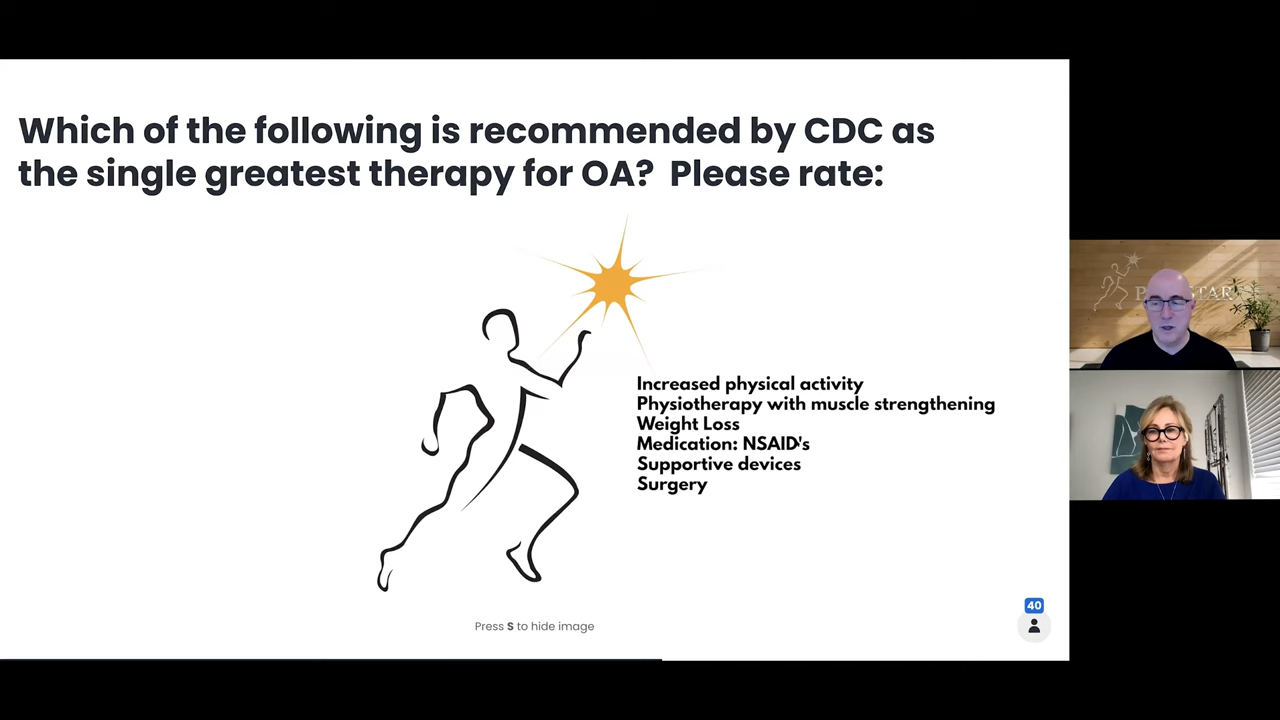 Which of the following is recommended by CDC as
the single greatest therapy for OA? Please rate:
Increased physical activity
Physiotherapy with muscle strengthening
Weight Loss
Medication: NSAID's
Supportive devices
Surgery
Press S to hide image
40